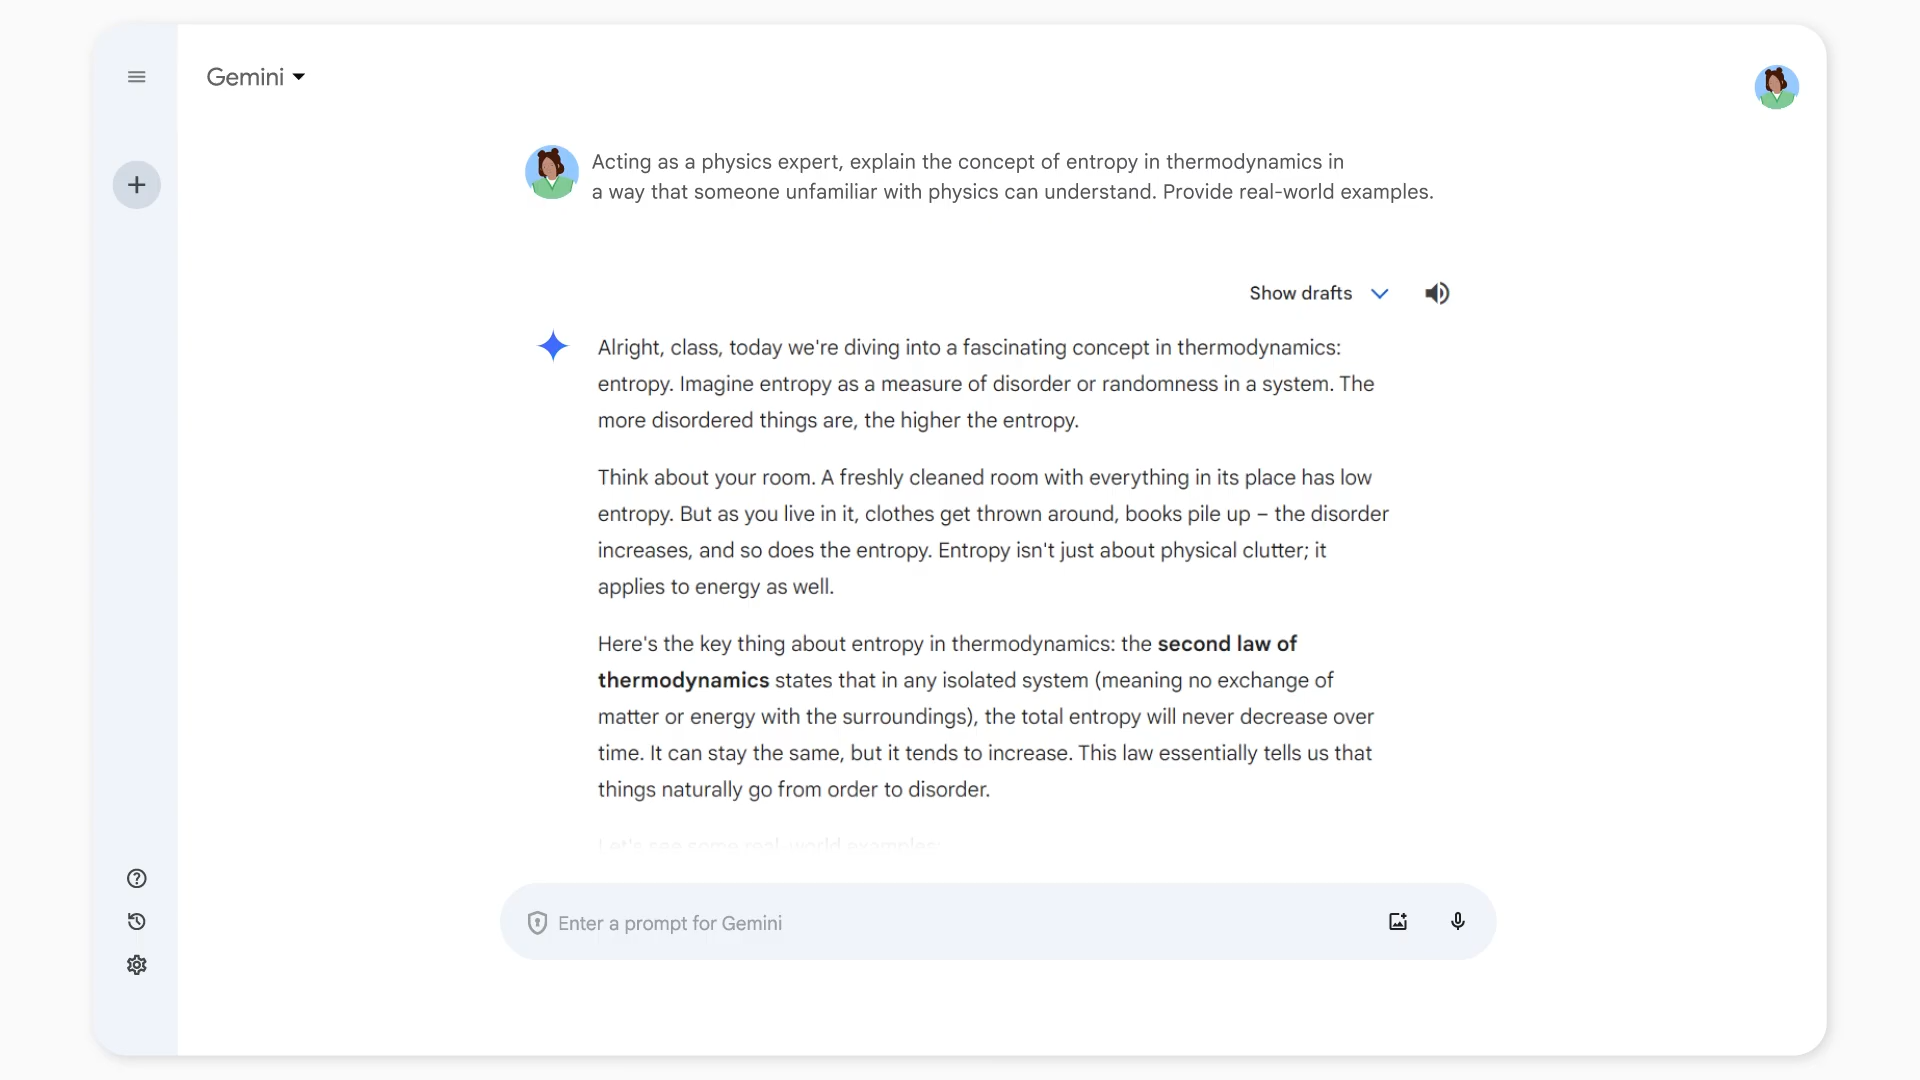 Gemini
Acting as a physics expert, explain the concept of entropy in thermodynamics in
a way that someone unfamiliar with physics can understand. Provide real-world examples.
Show drafts
Alright, class, today we're diving into a fascinating concept in thermodynamics:
entropy. Imagine entropy as a measure of disorder or randomness in a system. The
more disordered things are, the higher the entropy.
Think about your room. A freshly cleaned room with everything in its place has low
entropy. But as you live in it, clothes get thrown around, books pile up – the disorder
increases, and so does the entropy. Entropy isn't just about physical clutter; it
applies to energy as well.
Here's the key thing about entropy in thermodynamics: the second law of
thermodynamics states that in any isolated system (meaning no exchange of
matter or energy with the surroundings), the total entropy will never decrease over
time. It can stay the same, but it tends to increase. This law essentially tells us that
things naturally go from order to disorder.
Let's see some real-world examples:
Enter a prompt for Gemini